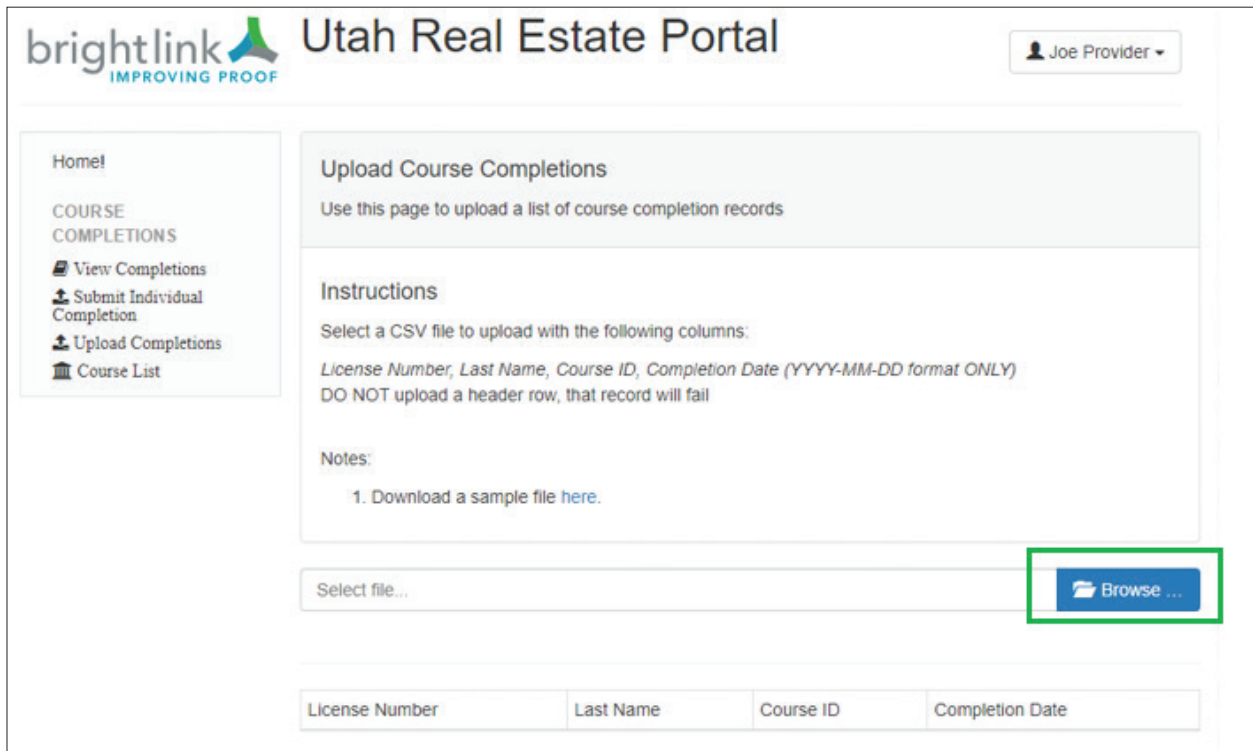 brightlink
IMPROVING PROOF
Utah Real Estate Portal
Joe Provider
Home!
COURSE
COMPLETIONS
View Completions
Submit Individual
Completion
Upload Completions
Course List
Upload Course Completions
Use this page to upload a list of course completion records
Instructions
Select a CSV file to upload with the following columns:
License Number, Last Name, Course ID, Completion Date (YYYY-MM-DD format ONLY)
DO NOT upload a header row, that record will fail
Notes:
1. Download a sample file here.
Select file...
Browse ...
License Number Last Name Course ID Completion Date